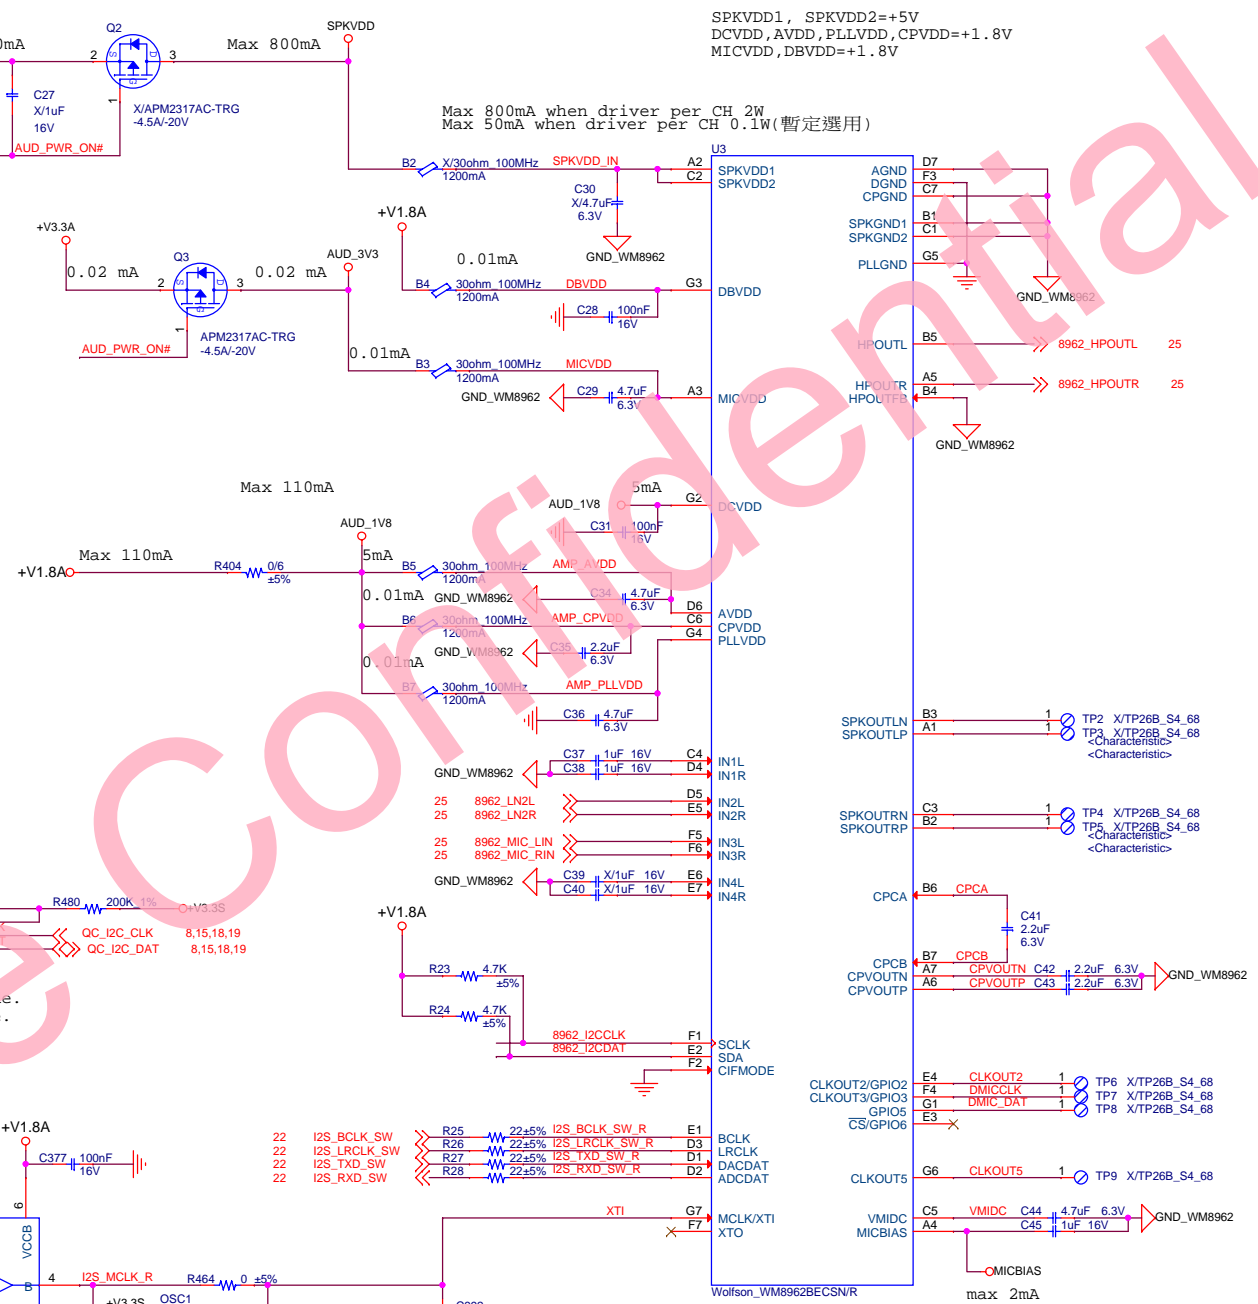 SPKVDD1, SPKVDD2=+5V
DCVDD,AVDD,PLLVDD,CPVDD=+1.8V
MICVDD,DBVDD=+1.8V
Q2
SPKVDD
Max 800mA
2
3
S
D
G
1
C27
X/1uF
16V
X/APM2317AC-TRG
-4.5A/-20V
AUD_PWR_ON#
Max 800mA when driver per CH 2W
Max 50mA when driver per CH 0.1W(暫定選用)
U3
B2
X/30ohm_100MHz
1200mA
SPKVDD_IN
A2
C2
SPKVDD1
SPKVDD2
C30
X/4.7uF
6.3V
GND_WM8962
AGND
DGND
CPGND
SPKGND1
SPKGND2
PLLGND
D7
F3
C7
B1
C1
G5
GND_WM8962
+V3.3A
0.02 mA
Q3
0.02 mA
AUD_3V3
+V1.8A
0.01mA
2
3
S
D
G
1
APM2317AC-TRG
-4.5A/-20V
AUD_PWR_ON#
B4
30ohm_100MHz
1200mA
DBVDD
G3
DBVDD
C28
100nF
16V
0.01mA
B3
30ohm_100MHz
1200mA
MICVDD
GND_WM8962
C29
4.7uF
6.3V
A3
MICVDD
HPOUTL
B5
8962_HPOUTL
25
HPOUTR
HPOUTFB
A5
B4
8962_HPOUTR
25
GND_WM8962
Max 110mA
5mA
AUD_1V8
G2
DCVDD
C31
100nF
16V
AUD_1V8
+V1.8A
Max 110mA
R404
0/6
±5%
5mA
B5
30ohm_100MHz
1200mA
AMP_AVDD
0.01mA
GND_WM8962
C34
4.7uF
6.3V
B6
30ohm_100MHz
1200mA
AMP_CPVDD
D6
C6
G4
AVDD
CPVDD
PLLVDD
GND_WM8962
C35
2.2uF
6.3V
0.01mA
B7
30ohm_100MHz
1200mA
AMP_PLLVDD
C36
4.7uF
6.3V
SPKOUTLN
SPKOUTLP
B3
A1
1
1
TP2 X/TP26B_S4_68
TP3 X/TP26B_S4_68
<Characteristic>
<Characteristic>
GND_WM8962
C37
1uF 16V
C4
IN1L
C38
1uF 16V
D4
IN1R
25
8962_LN2L
D5
IN2L
25
8962_LN2R
E5
IN2R
25
8962_MIC_LIN
F5
IN3L
25
8962_MIC_RIN
F6
IN3R
GND_WM8962
C39
X/1uF 16V
E6
IN4L
C40
X/1uF 16V
E7
IN4R
SPKOUTRN
SPKOUTRP
C3
B2
1
1
TP4 X/TP26B_S4_68
TP5 X/TP26B_S4_68
<Characteristic>
<Characteristic>
CPCA
B6
CPCA
C41
2.2uF
6.3V
CPCB
B7
CPCB
CPVOUTN
A7
CPVOUTN
C42
2.2uF 6.3V
CPVOUTP
A6
CPVOUTP
C43
2.2uF 6.3V
GND_WM8962
R480
200K 1%
+V3.3S
QC_I2C_CLK
8,15,18,19
QC_I2C_DAT
8,15,18,19
+V1.8A
R23
4.7K
±5%
R24
4.7K
±5%
8962_I2CCLK
F1
SCLK
8962_I2CDAT
E2
SDA
F2
CIFMODE
CLKOUT2/GPIO2
E4
CLKOUT2
1
TP6 X/TP26B_S4_68
CLKOUT3/GPIO3
F4
DMICCLK
1
TP7 X/TP26B_S4_68
GPIO5
G1
DMIC_DAT
1
TP8 X/TP26B_S4_68
CS/GPIO6
E3
+V1.8A
C377
100nF
16V
22
I2S_BCLK_SW
R25
22±5%
I2S_BCLK_SW_R
E1
BCLK
22
I2S_LRCLK_SW
R26
22±5%
I2S_LRCLK_SW_R
D3
LRCLK
22
I2S_TXD_SW
R27
22±5%
I2S_TXD_SW_R
D1
DACDAT
22
I2S_RXD_SW
R28
22±5%
I2S_RXD_SW_R
D2
ADCDAT
CLKOUT5
G6
CLKOUT5
1
TP9 X/TP26B_S4_68
XTI
G7
MCLK/XTI
F7
XTO
VMIDC
C5
VMIDC
C44
4.7uF 6.3V
MICBIAS
A4
C45
1uF 16V
GND_WM8962
6
VCCB
B
4
I2S_MCLK_R
R464
0 ±5%
+V3.3S
OSC1
MICBIAS
max 2mA
Wolfson_WM8962BECSN/R
Confidential